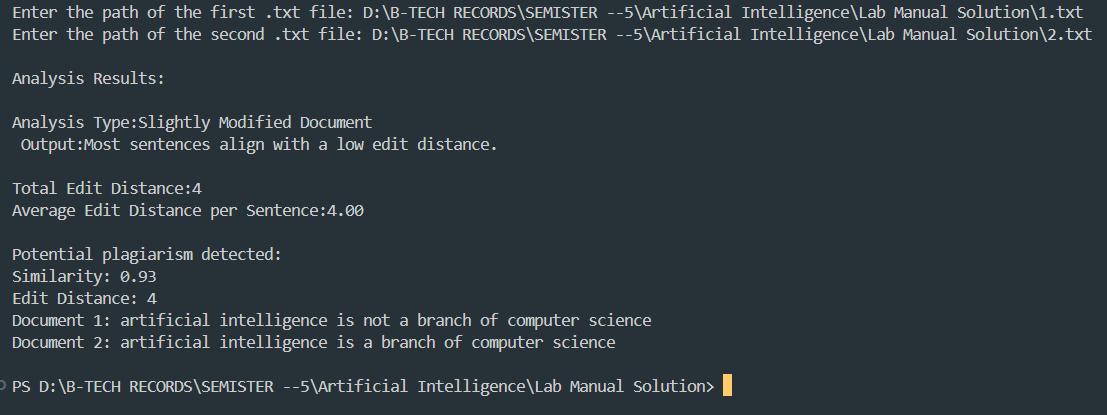 Enter the path of the first .txt file: D:\B-TECH RECORDS\SEMISTER --5\Artificial Intelligence\Lab Manual Solution\1.txt
Enter the path of the second .txt file: D:\B-TECH RECORDS\SEMISTER --5\Artificial Intelligence\Lab Manual Solution\2.txt
Analysis Results:
Analysis Type:Slightly Modified Document
Output:Most sentences align with a low edit distance.
Total Edit Distance:4
Average Edit Distance per Sentence:4.00
Potential plagiarism detected:
Similarity: 0.93
Edit Distance: 4
Document 1: artificial intelligence is not a branch of computer science
Document 2: artificial intelligence is a branch of computer science
PS D:\B-TECH RECORDS\SEMISTER --5\Artificial Intelligence\Lab Manual Solution>